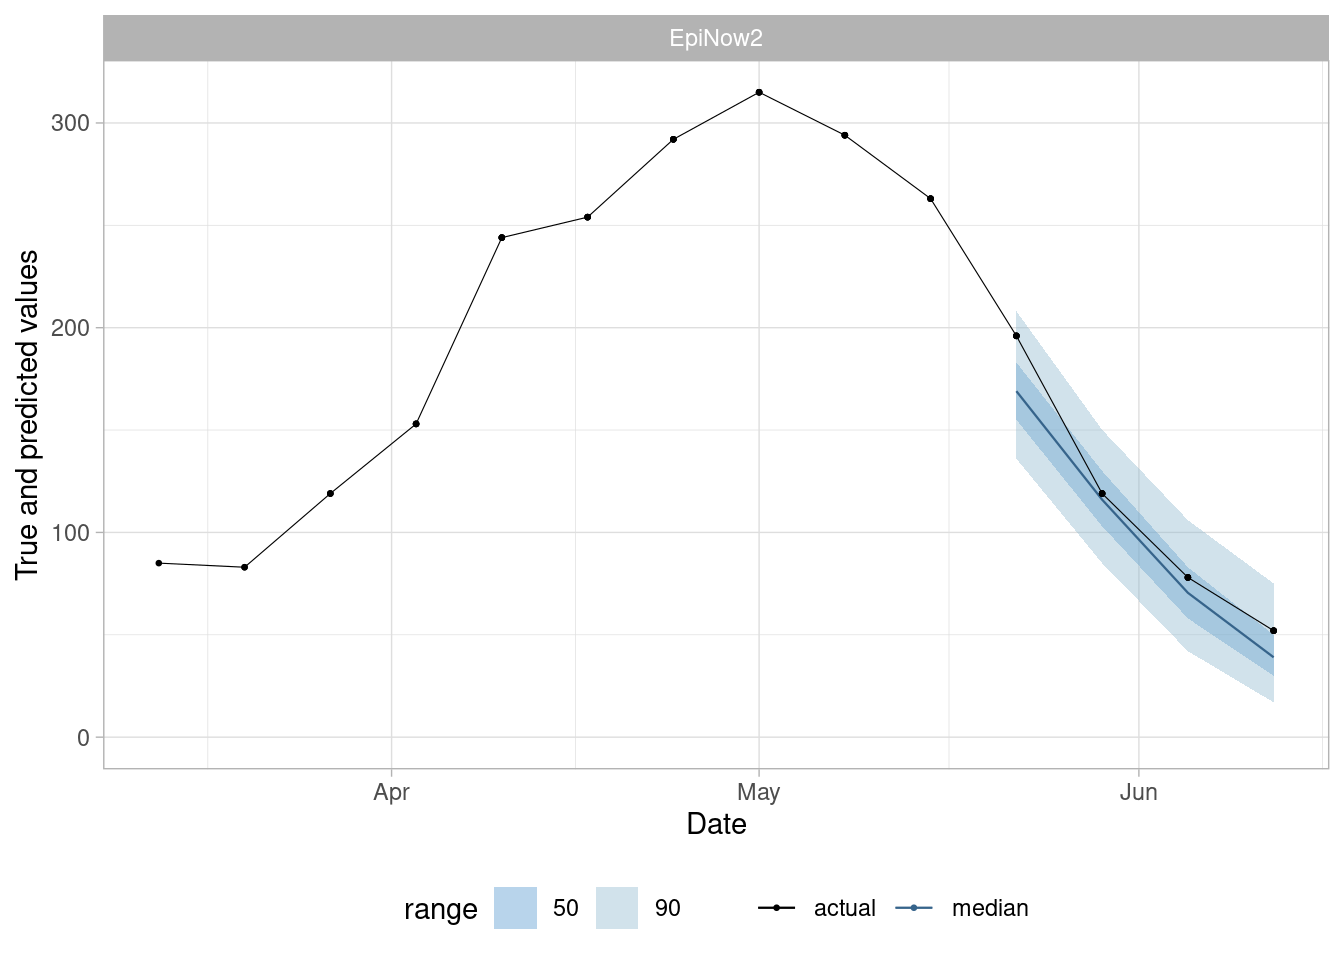 EpiNow2
300
200
100
0
True and predicted values
Apr May Jun
Date
range 50 90 actual median